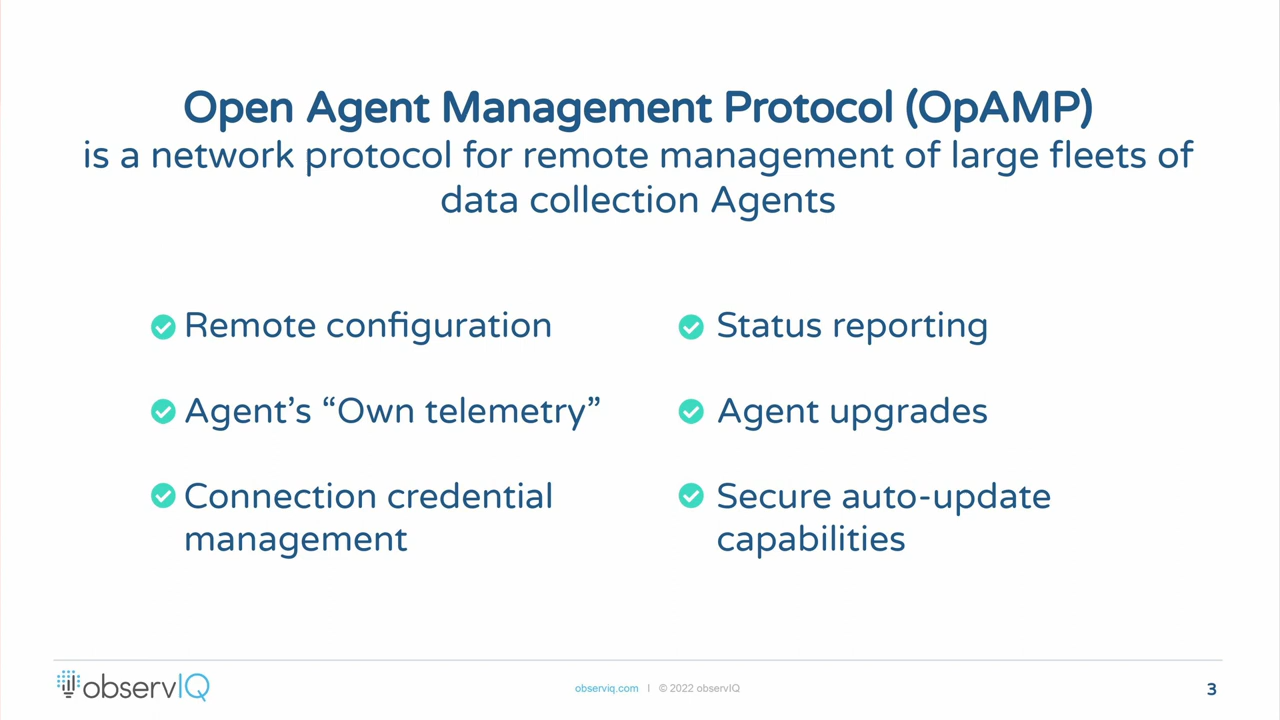 Open Agent Management Protocol (OpAMP)
is a network protocol for remote management of large fleets of
data collection Agents
Remote configuration
Agent’s “Own telemetry”
Connection credential
management
Status reporting
Agent upgrades
Secure auto-update
capabilities
observIQ
observiq.com | © 2022 observIQ
3